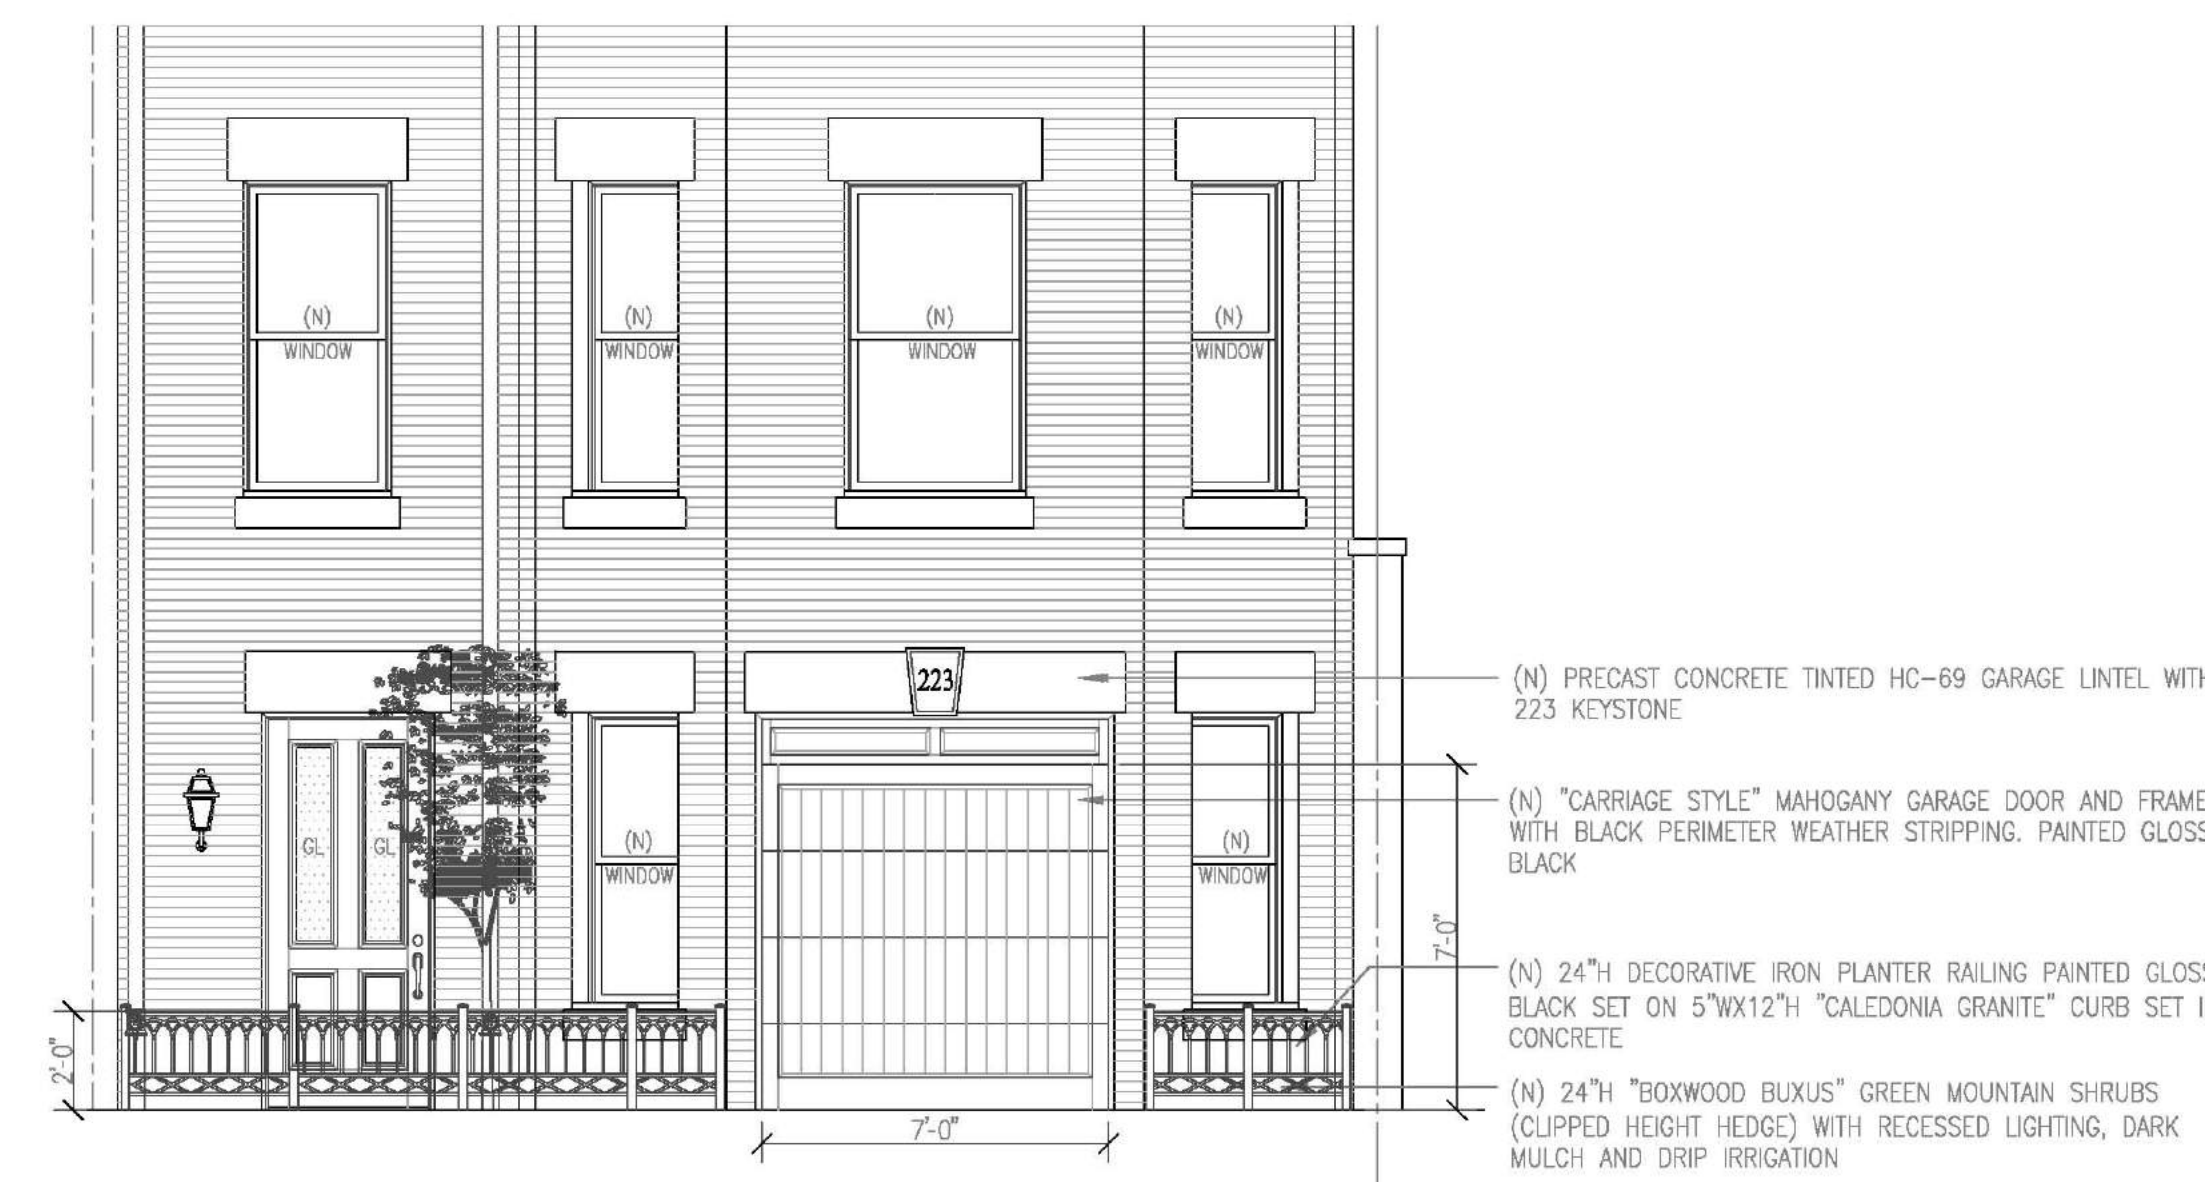 (N)
WINDOW
(N)
WINDOW
(N)
WINDOW
(N)
WINDOW
223
(N) PRECAST CONCRETE TINTED HC-69 GARAGE LINTEL WITH
223 KEYSTONE
(N) "CARRIAGE STYLE" MAHOGANY GARAGE DOOR AND FRAME
WITH BLACK PERIMETER WEATHER STRIPPING. PAINTED GLOSS
BLACK
GL
GL
(N)
WINDOW
(N)
WINDOW
7'-0"
(N) 24"H DECORATIVE IRON PLANTER RAILING PAINTED GLOSS
BLACK SET ON 5"WX12"H "CALEDONIA GRANITE" CURB SET I
CONCRETE
2'-0"
(N) 24"H "BOXWOOD BUXUS" GREEN MOUNTAIN SHRUBS
(CLIPPED HEIGHT HEDGE) WITH RECESSED LIGHTING, DARK
MULCH AND DRIP IRRIGATION
7'-0"